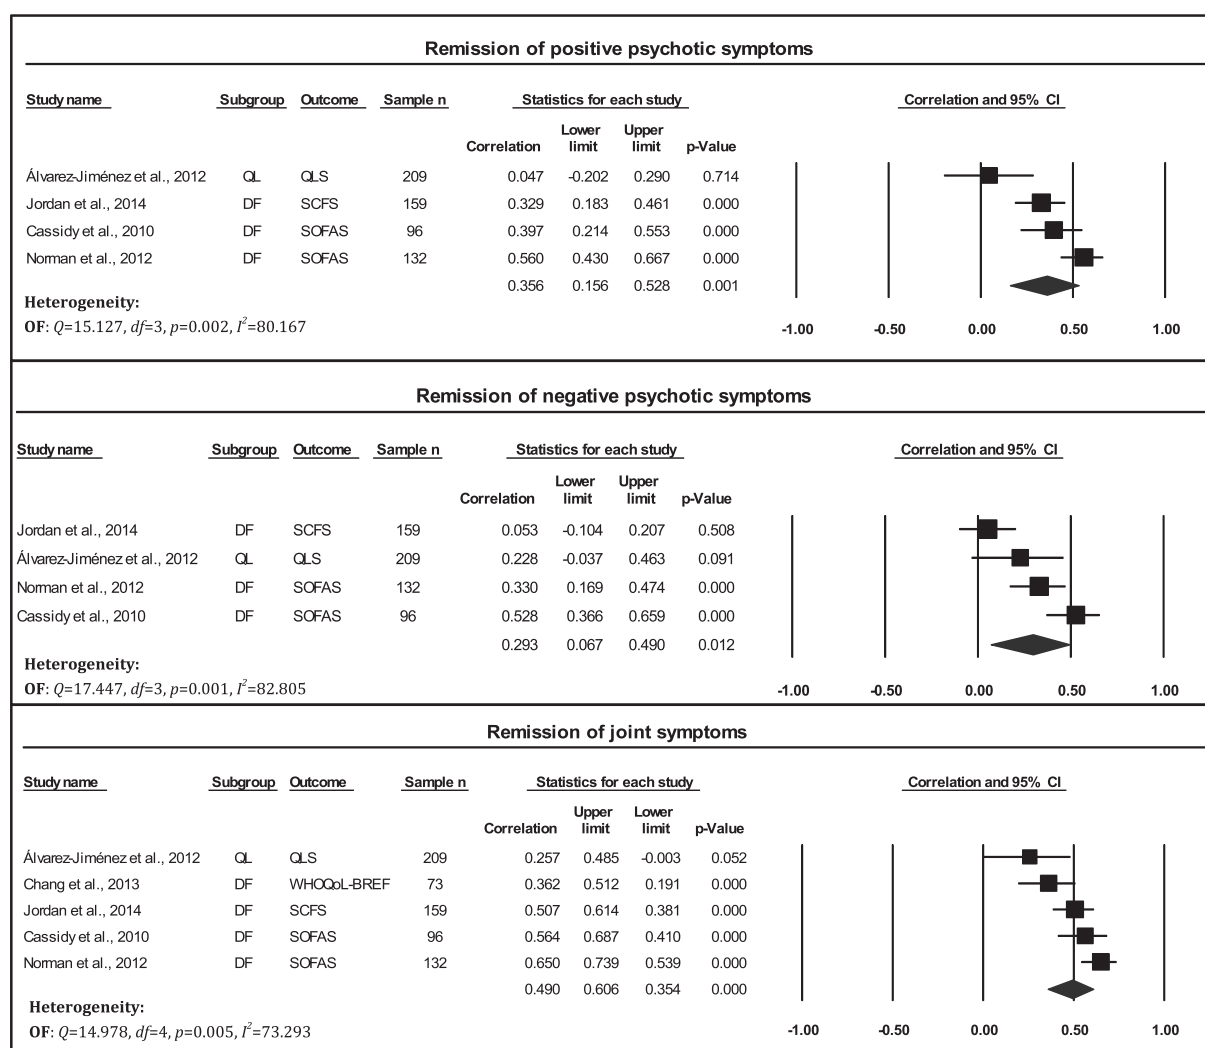 Remission of positive psychotic symptoms
Study name Subgroup Outcome Sample n Statistics for each study Correlation and 95% CI
Correlation Lower limit Upper limit p-Value
Álvarez-Jiménez et al., 2012 QL QLS 209 0.047 -0.202 0.290 0.714
Jordan et al., 2014 DF SCFS 159 0.329 0.183 0.461 0.000
Cassidy et al., 2010 DF SOFAS 96 0.397 0.214 0.553 0.000
Norman et al., 2012 DF SOFAS 132 0.560 0.430 0.667 0.000
0.356 0.156 0.528 0.001
Heterogeneity:
OF: Q=15.127, df=3, p=0.002, I²=80.167
-1.00 -0.50 0.00 0.50 1.00
Remission of negative psychotic symptoms
Study name Subgroup Outcome Sample n Statistics for each study Correlation and 95% CI
Correlation Lower limit Upper limit p-Value
Jordan et al., 2014 DF SCFS 159 0.053 -0.104 0.207 0.508
Álvarez-Jiménez et al., 2012 QL QLS 209 0.228 -0.037 0.463 0.091
Norman et al., 2012 DF SOFAS 132 0.330 0.169 0.474 0.000
Cassidy et al., 2010 DF SOFAS 96 0.528 0.366 0.659 0.000
0.293 0.067 0.490 0.012
Heterogeneity:
OF: Q=17.447, df=3, p=0.001, I²=82.805
-1.00 -0.50 0.00 0.50 1.00
Remission of joint symptoms
Study name Subgroup Outcome Sample n Statistics for each study Correlation and 95% CI
Correlation Upper limit Lower limit p-Value
Álvarez-Jiménez et al., 2012 QL QLS 209 0.257 0.485 -0.003 0.052
Chang et al., 2013 DF WHOQoL-BREF 73 0.362 0.512 0.191 0.000
Jordan et al., 2014 DF SCFS 159 0.507 0.614 0.381 0.000
Cassidy et al., 2010 DF SOFAS 96 0.564 0.687 0.410 0.000
Norman et al., 2012 DF SOFAS 132 0.650 0.739 0.539 0.000
0.490 0.606 0.354 0.000
Heterogeneity:
OF: Q=14.978, df=4, p=0.005, I²=73.293
-1.00 -0.50 0.00 0.50 1.00